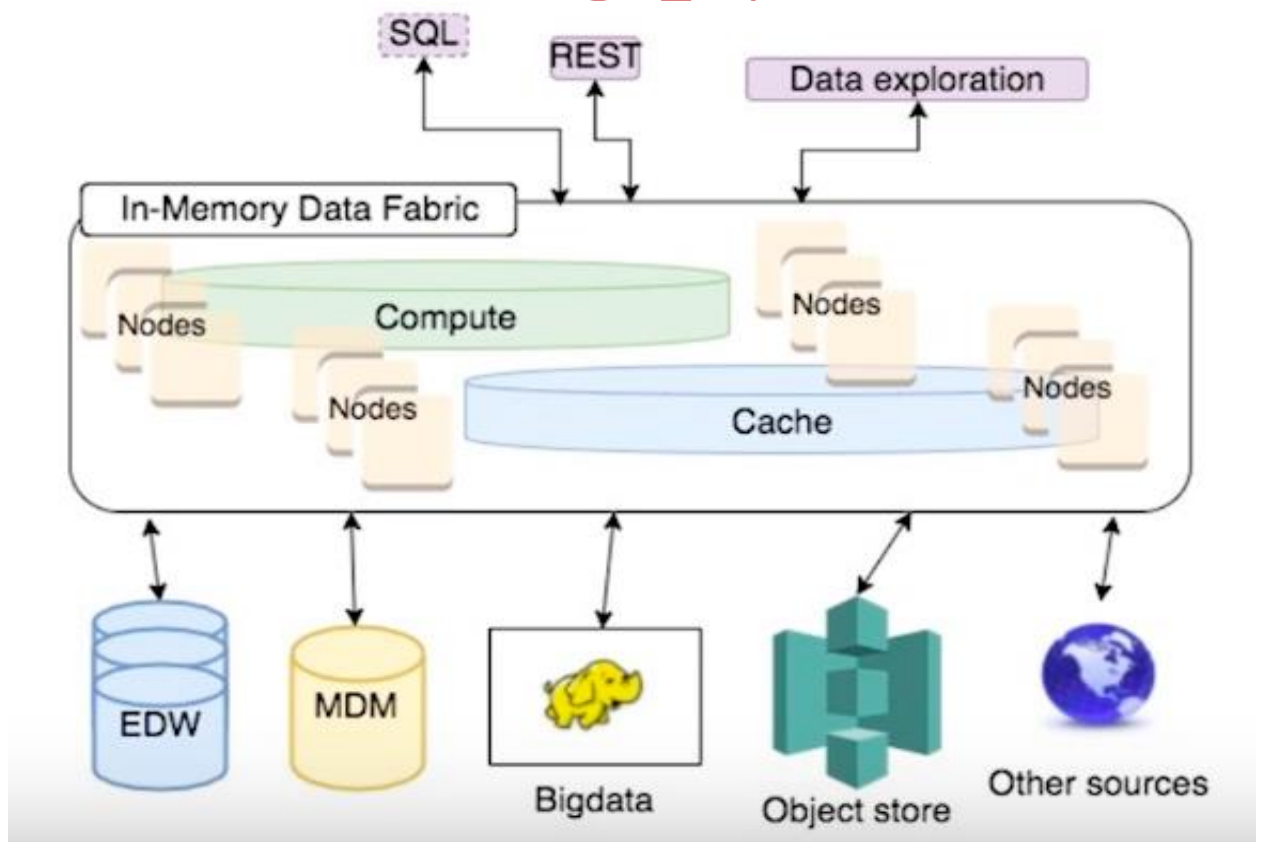 SQL
REST
Data exploration
In-Memory Data Fabric
Nodes
Compute
Nodes
Nodes
Cache
Nodes
EDW
MDM
Bigdata
Object store
Other sources